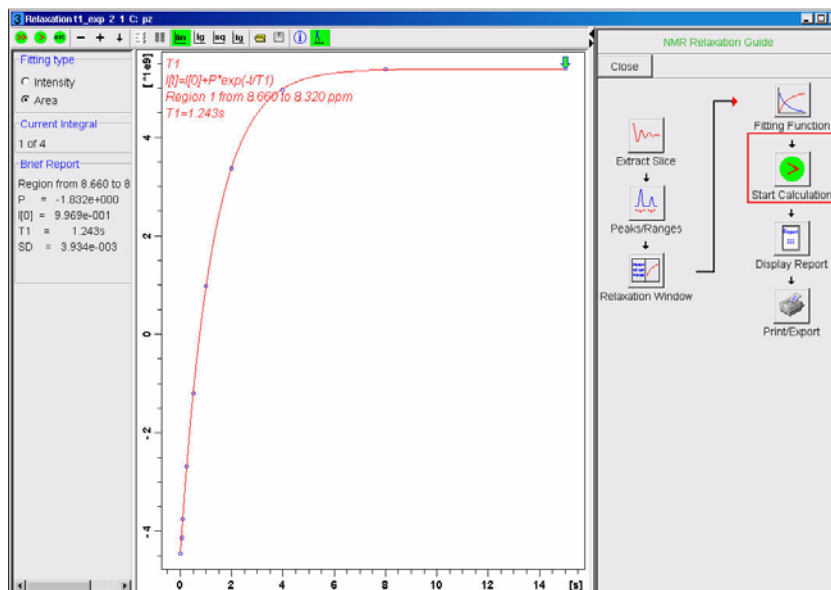 Relaxation t1_exp 2 1 C: pz
lin lg sq lg
Fitting type
Intensity
Area
Current Integral
1 of 4
Brief Report
Region from 8.660 to 8
P = -1.832e+000
I[0] = 9.969e-001
T1 = 1.243s
SD = 3.934e-003
[*1e9]
T1
I[t]=I[0]+P*exp(-t/T1)
Region 1 from 8.660 to 8.320 ppm
T1=1.243s
4
2
0
-2
-4
0 2 4 6 8 10 12 14 [s]
NMR Relaxation Guide
Close
Extract Slice
Peaks/Ranges
Relaxation Window
Fitting Function
Start Calculation
Report
Display Report
Print/Export